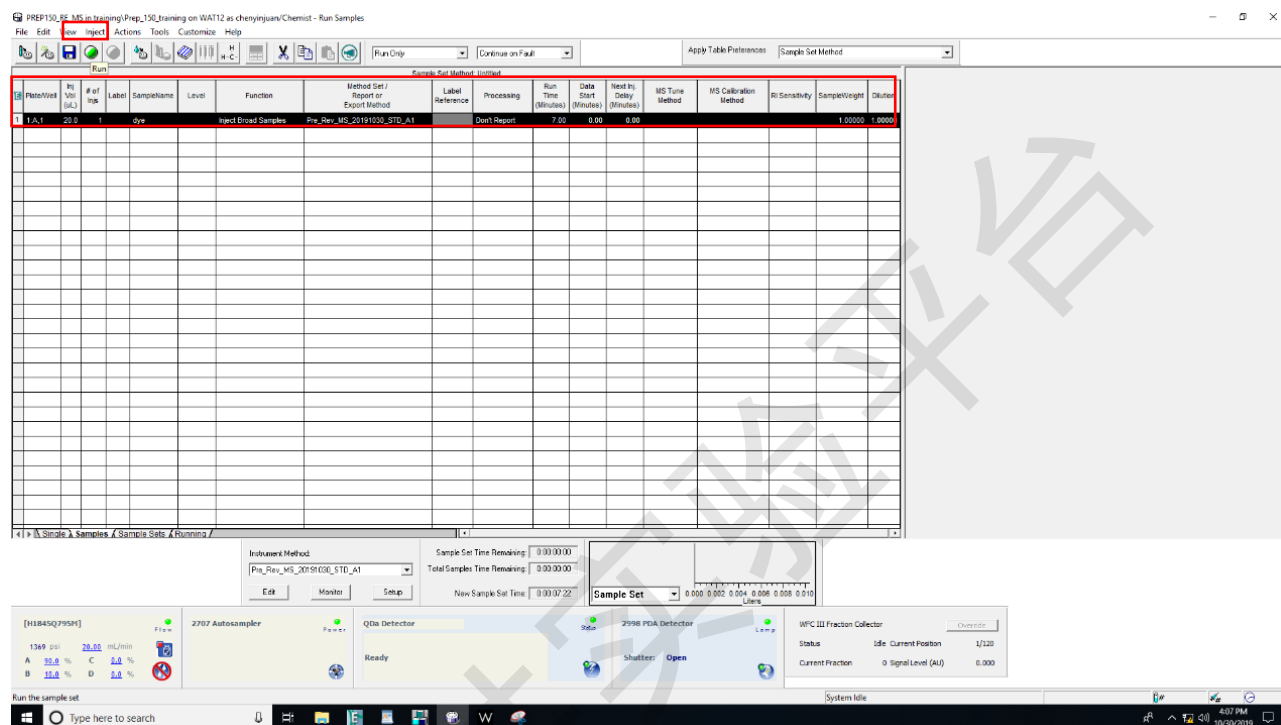 PREP150_BE_MS in training\Prep_150_training on WAT12 as chenyinjuan/Chemist - Run Samples
File Edit View Inject Actions Tools Customize Help
Run Only Continue on Fault Apply Table Preferences Sample Set Method
Run
Sample Set Method: Untitled
Plate/Well Inj Vol (uL) # of Injs Label SampleName Level Function Method Set / Report or Export Method Label Reference Processing Run Time (Minutes) Data Start (Minutes) Next Inj. Delay (Minutes) MS Tune Method MS Calibration Method RI Sensitivity SampleWeight Dilution
1 1:A,1 20.0 1 dye Inject Broad Samples Pre_Rev_MS_20191030_STD_A1 Don't Report 7.00 0.00 0.00 1.00000 1.0000
Single Samples Sample Sets Running
Instrument Method:
Pre_Rev_MS_20191030_STD_A1
Edit Monitor Setup
Sample Set Time Remaining: 0:00:00:00
Total Samples Time Remaining: 0:00:00:00
New Sample Set Time: 0:00:07:22
Sample Set
0.000 0.002 0.004 0.006 0.008 0.010
Liters
[H1845Q795M] Flow
1369 psi 20.00 mL/min
A 90.0 % C 0.0 %
B 10.0 % D 0.0 %
2707 Autosampler Power
QDa Detector Status
Ready
2998 PDA Detector Lamp
Shutter: Open
WFC III Fraction Collector Override
Status Idle Current Position 1/120
Current Fraction 0 Signal Level (AU) 0.000
Run the sample set System Idle
Type here to search
4:07 PM
10/30/2019
实验平台